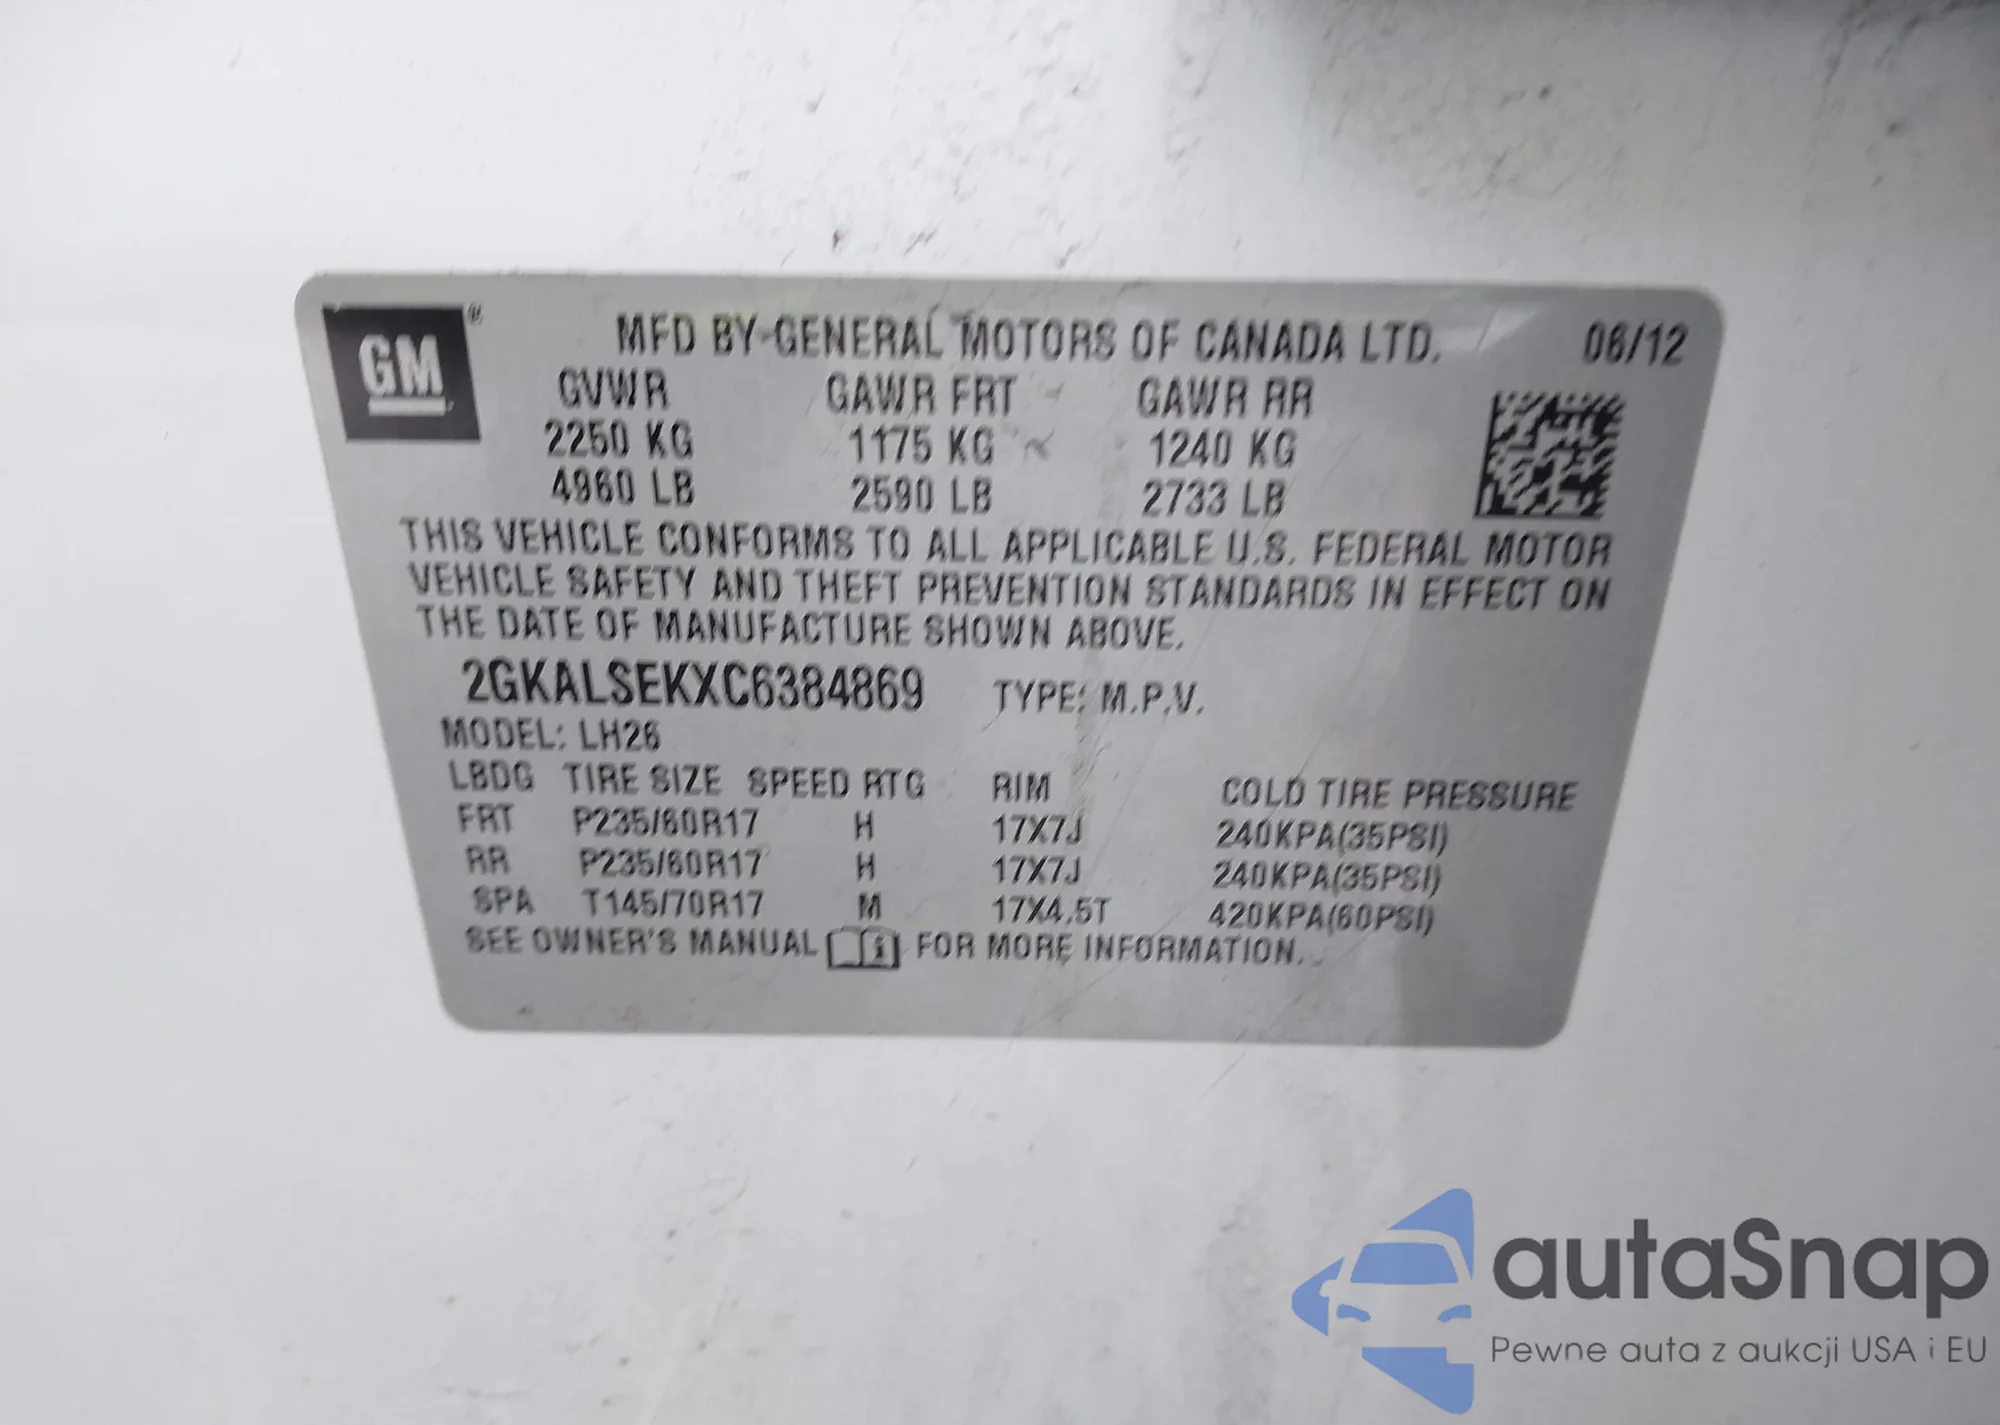 GM®
MFD BY GENERAL MOTORS OF CANADA LTD. 06/12
GVWR GAWR FRT GAWR RR
2250 KG 1175 KG 1240 KG
4960 LB 2590 LB 2733 LB
THIS VEHICLE CONFORMS TO ALL APPLICABLE U.S. FEDERAL MOTOR
VEHICLE SAFETY AND THEFT PREVENTION STANDARDS IN EFFECT ON
THE DATE OF MANUFACTURE SHOWN ABOVE.
2GKALSEKXC6384869 TYPE: M.P.V.
MODEL: LH26
LBDG TIRE SIZE SPEED RTG RIM COLD TIRE PRESSURE
FRT P235/60R17 H 17X7J 240KPA(35PSI)
RR P235/60R17 H 17X7J 240KPA(35PSI)
SPA T145/70R17 M 17X4.5T 420KPA(60PSI)
SEE OWNER'S MANUAL FOR MORE INFORMATION.
autaSnap
Pewne auta z aukcji USA i EU